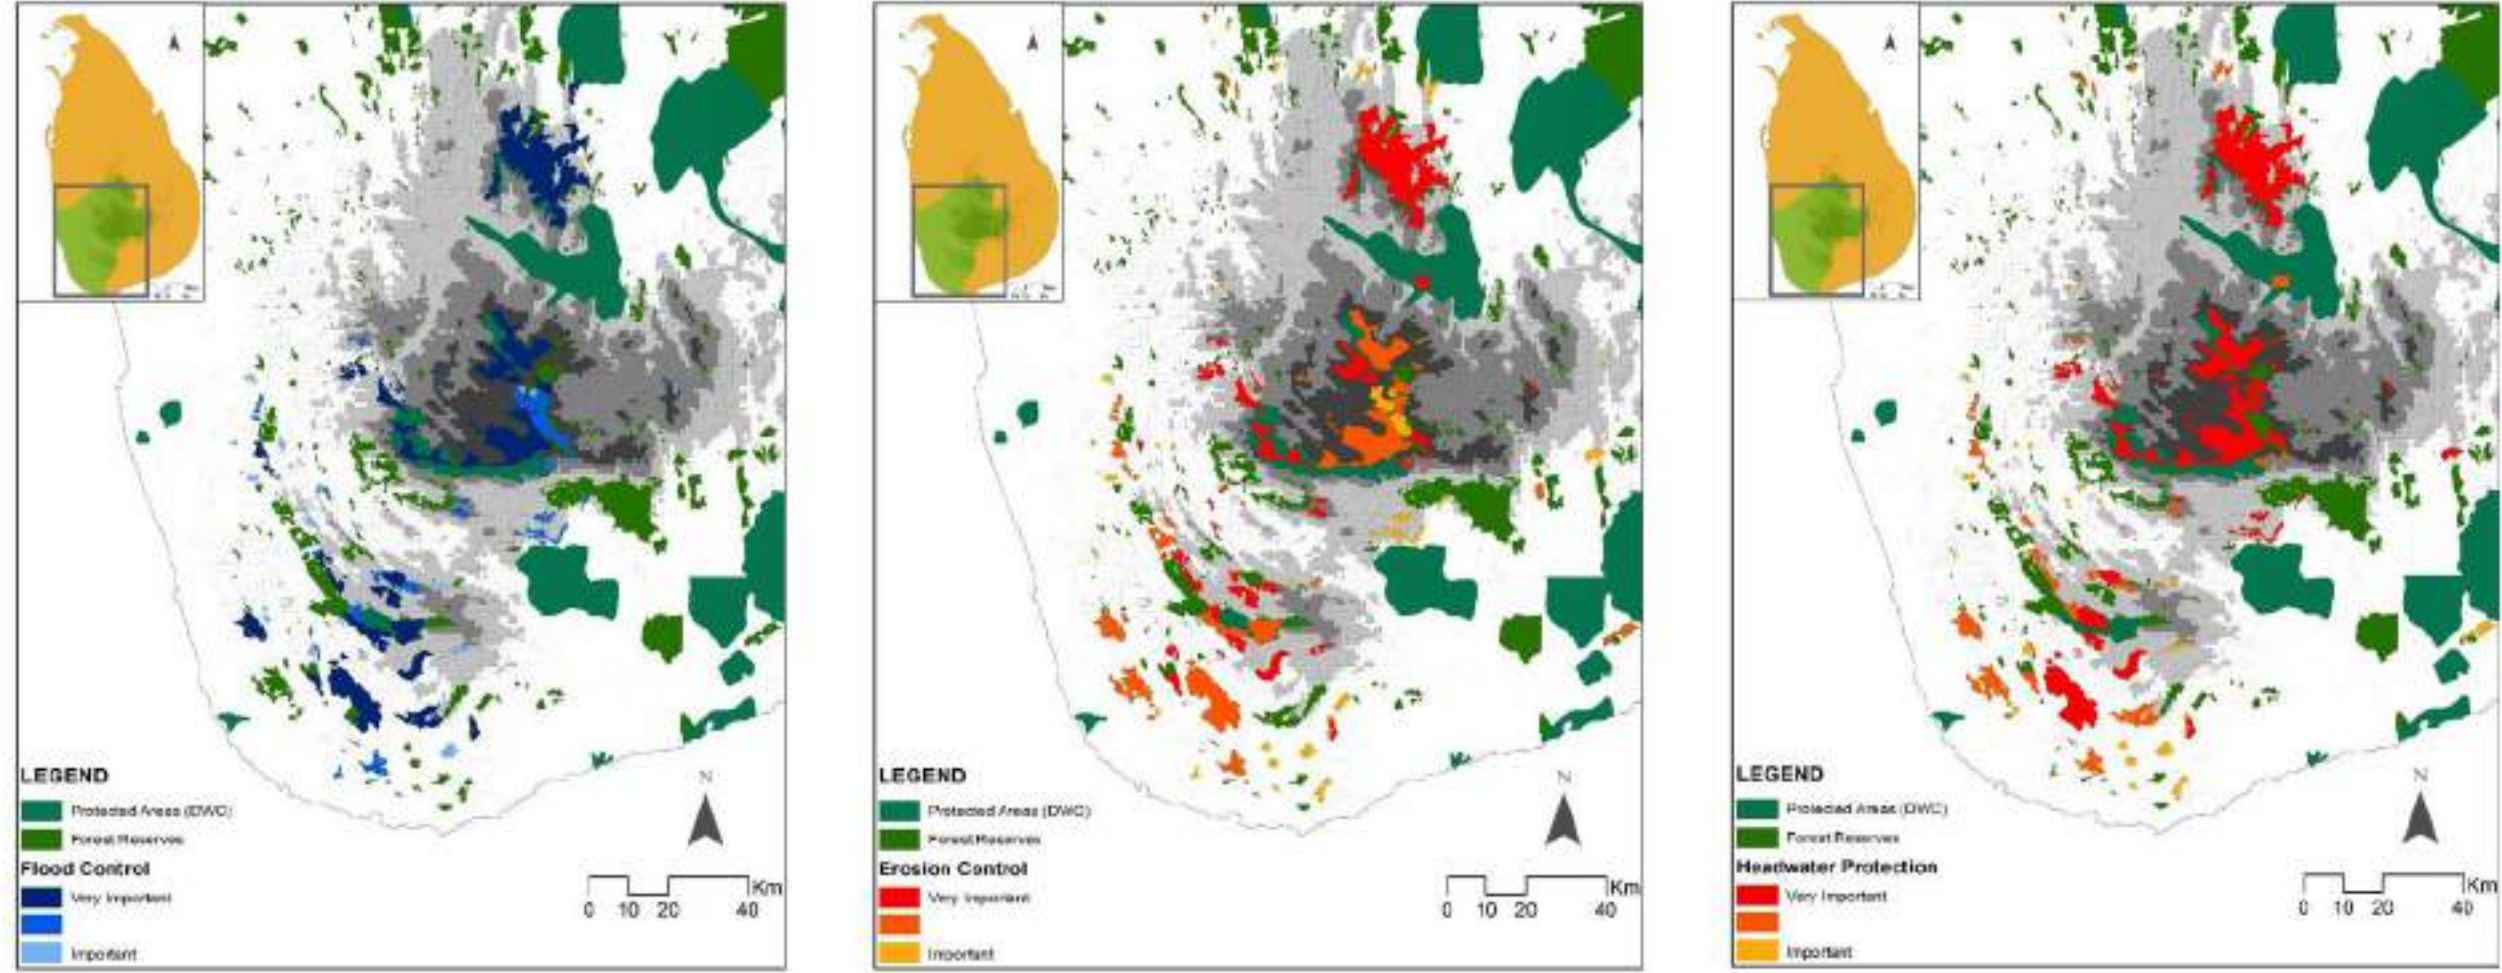 LEGEND
Protected Areas (DWC)
Forest Reserves
Flood Control
Very Important
Important
N
Km
0 10 20 40
LEGEND
Protected Areas (DWC)
Forest Reserves
Erosion Control
Very Important
Important
N
Km
0 10 20 40
LEGEND
Protected Areas (DWC)
Forest Reserves
Headwater Protection
Very Important
Important
N
Km
0 10 20 40